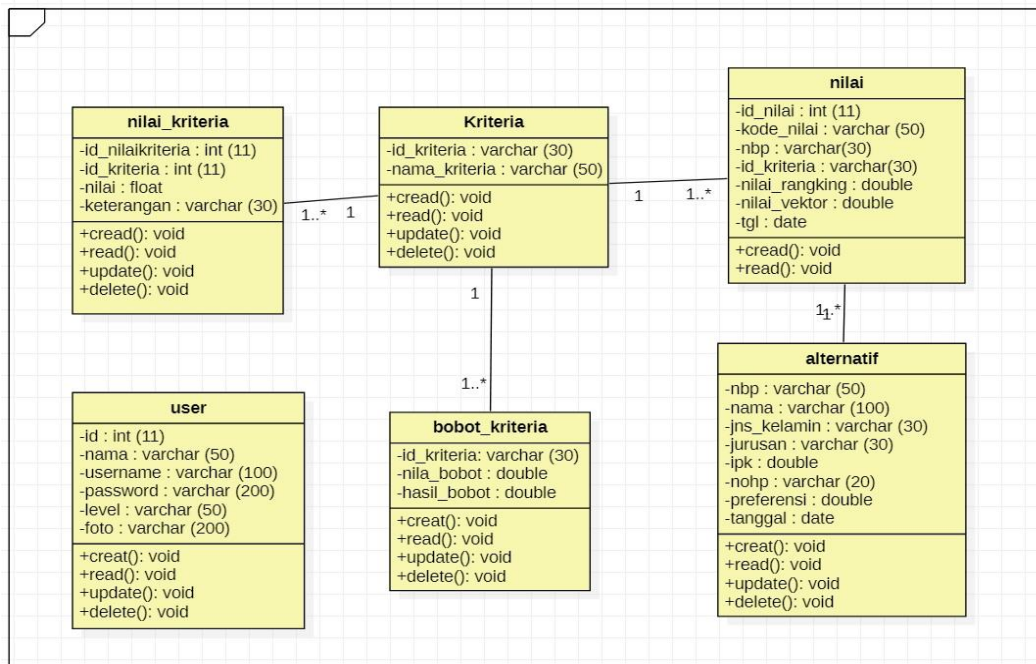 nilai_kriteria
-id_nilaikriteria : int (11)
-id_kriteria : int (11)
-nilai : float
-keterangan : varchar (30)
+cread(): void
+read(): void
+update(): void
+delete(): void
1..*
1
Kriteria
-id_kriteria : varchar (30)
-nama_kriteria : varchar (50)
+cread(): void
+read(): void
+update(): void
+delete(): void
1
1..*
nilai
-id_nilai : int (11)
-kode_nilai : varchar (50)
-nbp : varchar(30)
-id_kriteria : varchar(30)
-nilai_rangking : double
-nilai_vektor : double
-tgl : date
+cread(): void
+read(): void
1
1..*
1..*
1
user
-id : int (11)
-nama : varchar (50)
-username : varchar (100)
-password : varchar (200)
-level : varchar (50)
-foto : varchar (200)
+creat(): void
+read(): void
+update(): void
+delete(): void
bobot_kriteria
-id_kriteria: varchar (30)
-nila_bobot : double
-hasil_bobot : double
+creat(): void
+read(): void
+update(): void
+delete(): void
alternatif
-nbp : varchar (50)
-nama : varchar (100)
-jns_kelamin : varchar (30)
-jurusan : varchar (30)
-ipk : double
-nohp : varchar (20)
-preferensi : double
-tanggal : date
+creat(): void
+read(): void
+update(): void
+delete(): void